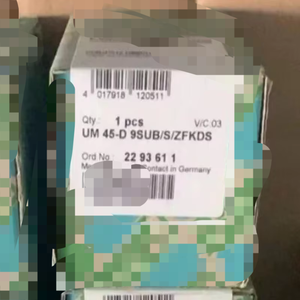 4 017918 120511
Qty.: 1 pcs V/C.03
UM 45-D 9SUB/S/ZFKDS
Ord No.: 22 93 61 1
ontact in Germany